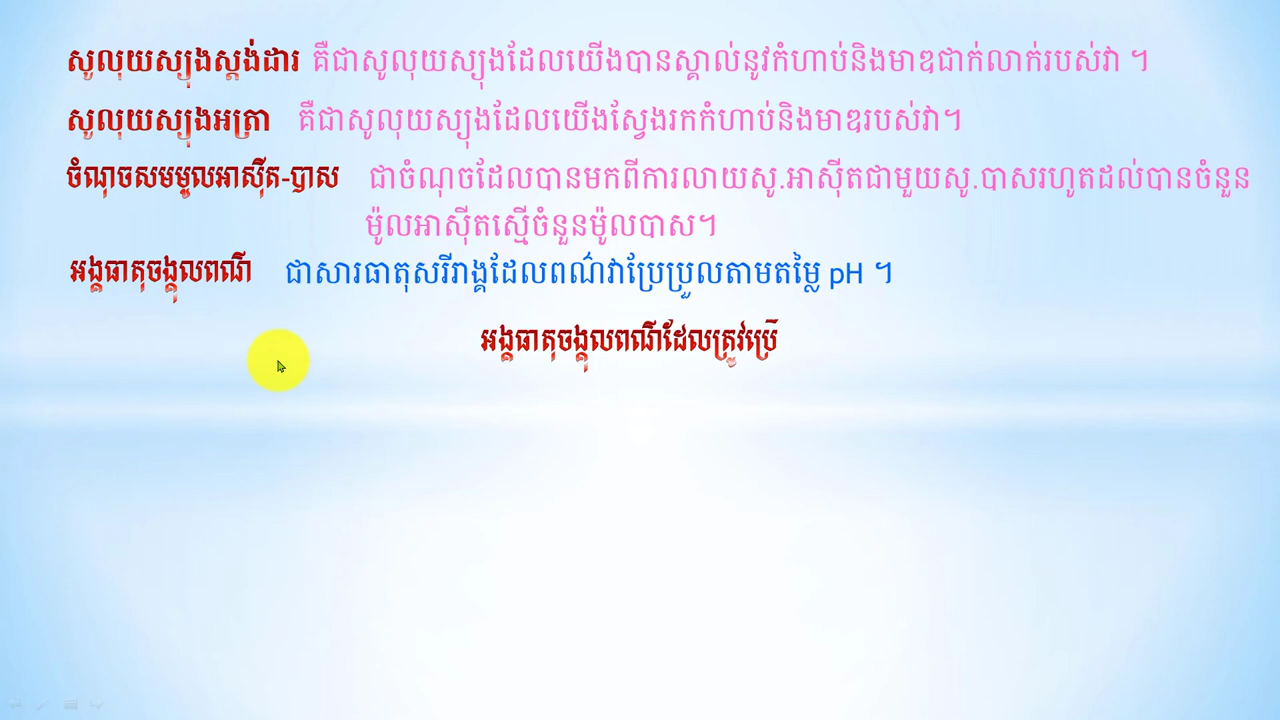 សូលុយស្យុងស្តង់ដារ គឺជាសូលុយស្យុងដែលយើងបានស្គាល់នូវកំហាប់និងមាឌជាក់លាក់របស់វា ។
សូលុយស្យុងអត្រា គឺជាសូលុយស្យុងដែលយើងស្វែងរកកំហាប់និងមាឌរបស់វា។
ចំណុចសមមូលអាស៊ីត-បាស ជាចំណុចដែលបានមកពីការលាយសូ.អាស៊ីតជាមួយសូ.បាសរហូតដល់បានចំនួន
ម៉ូលអាស៊ីតស្មើចំនួនម៉ូលបាស។
អង្គធាតុចង្អុលពណ៌ ជាសារធាតុសរីរាង្គដែលពណ៌វាប្រែប្រួលតាមតម្លៃ pH ។
អង្គធាតុចង្អុលពណ៌ដែលត្រូវប្រើ